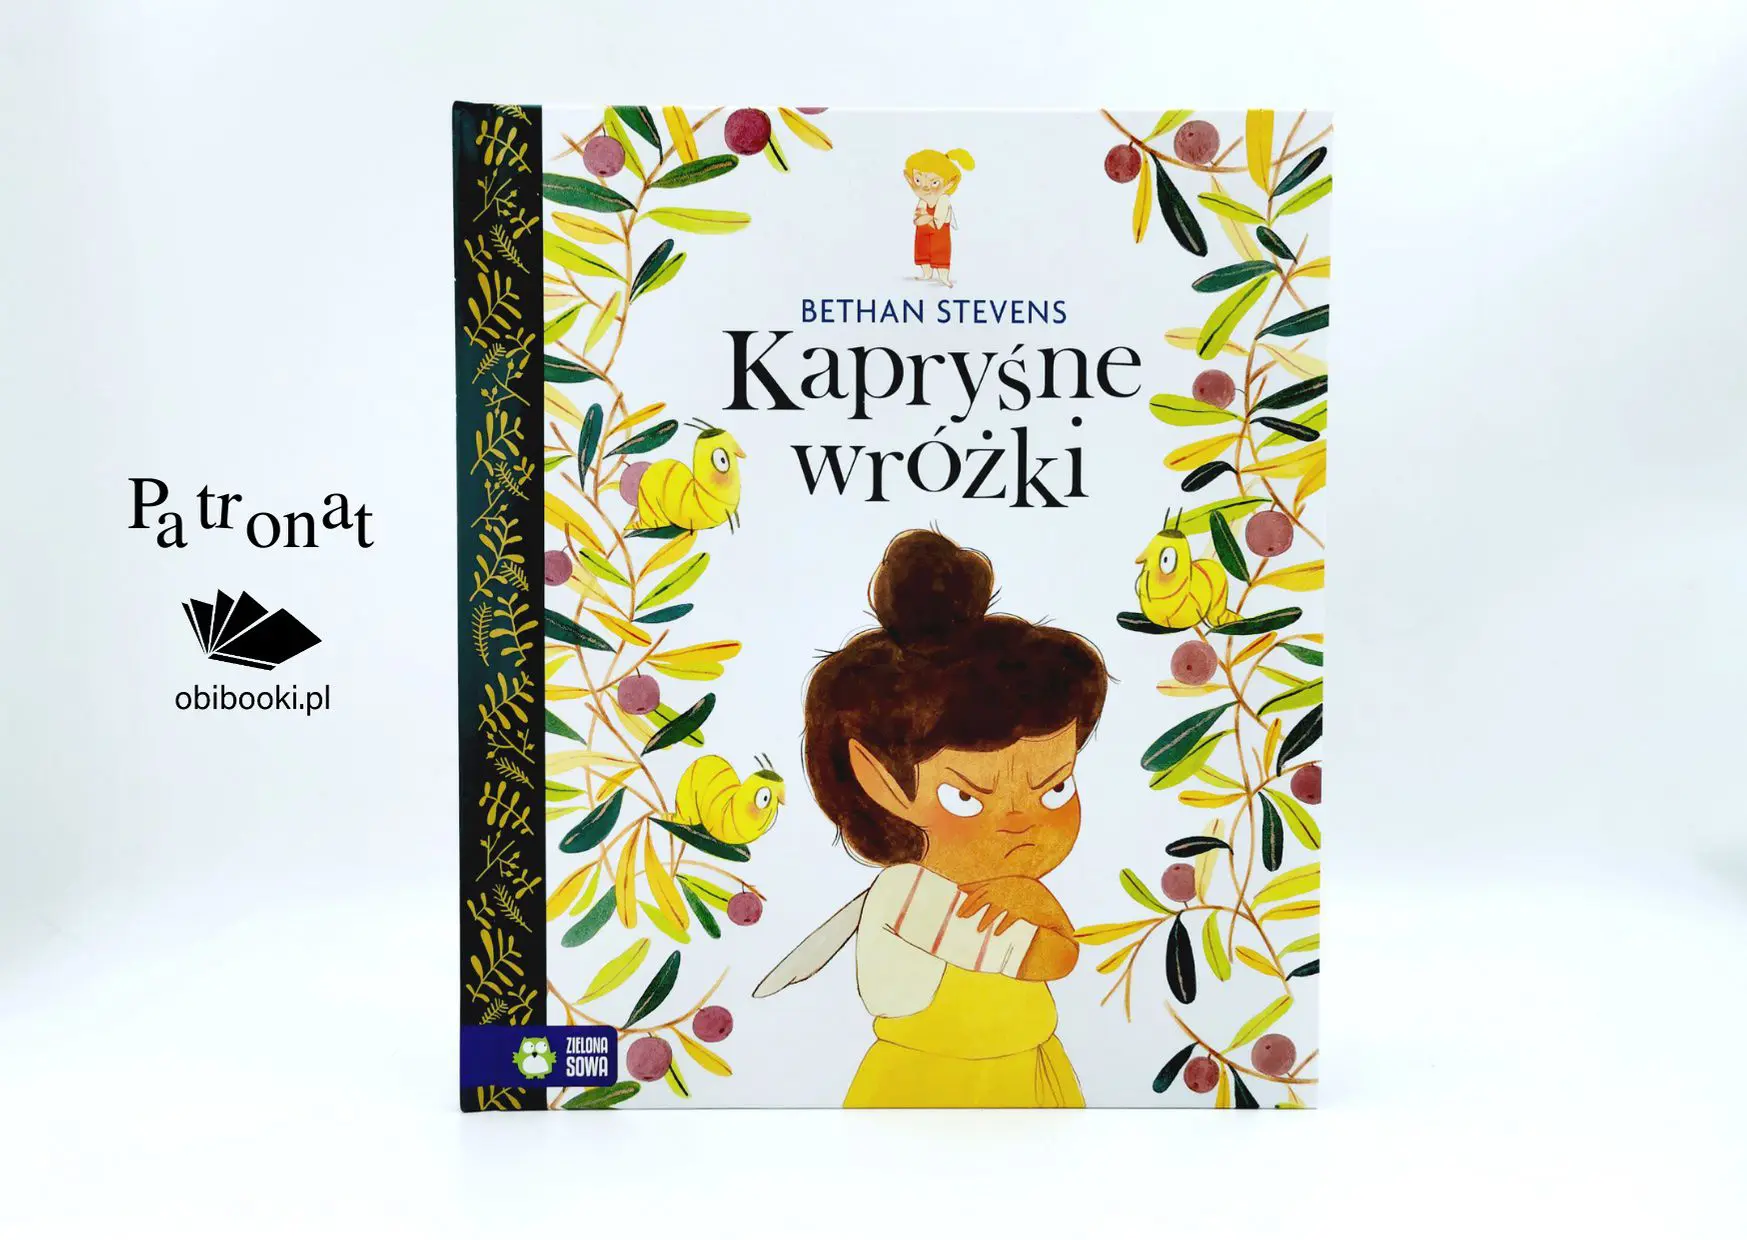 Patronat
obibooki.pl
BETHAN STEVENS
Kapryśne
wróżki
ZIELONA
SOWA